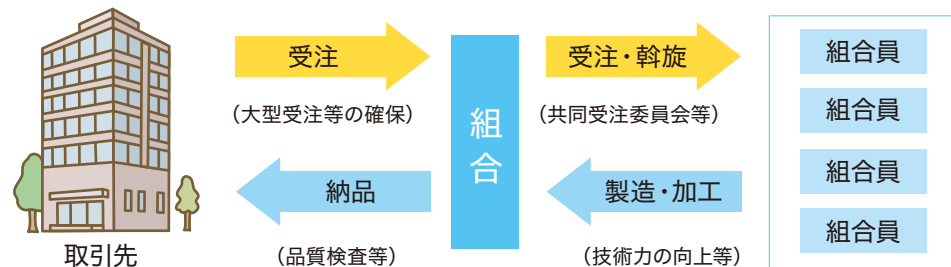 受注
(大型受注等の確保)
納品
(品質検査等)
取引先
組合
受注・斡旋
(共同受注委員会等)
製造・加工
(技術力の向上等)
組合員
組合員
組合員
組合員